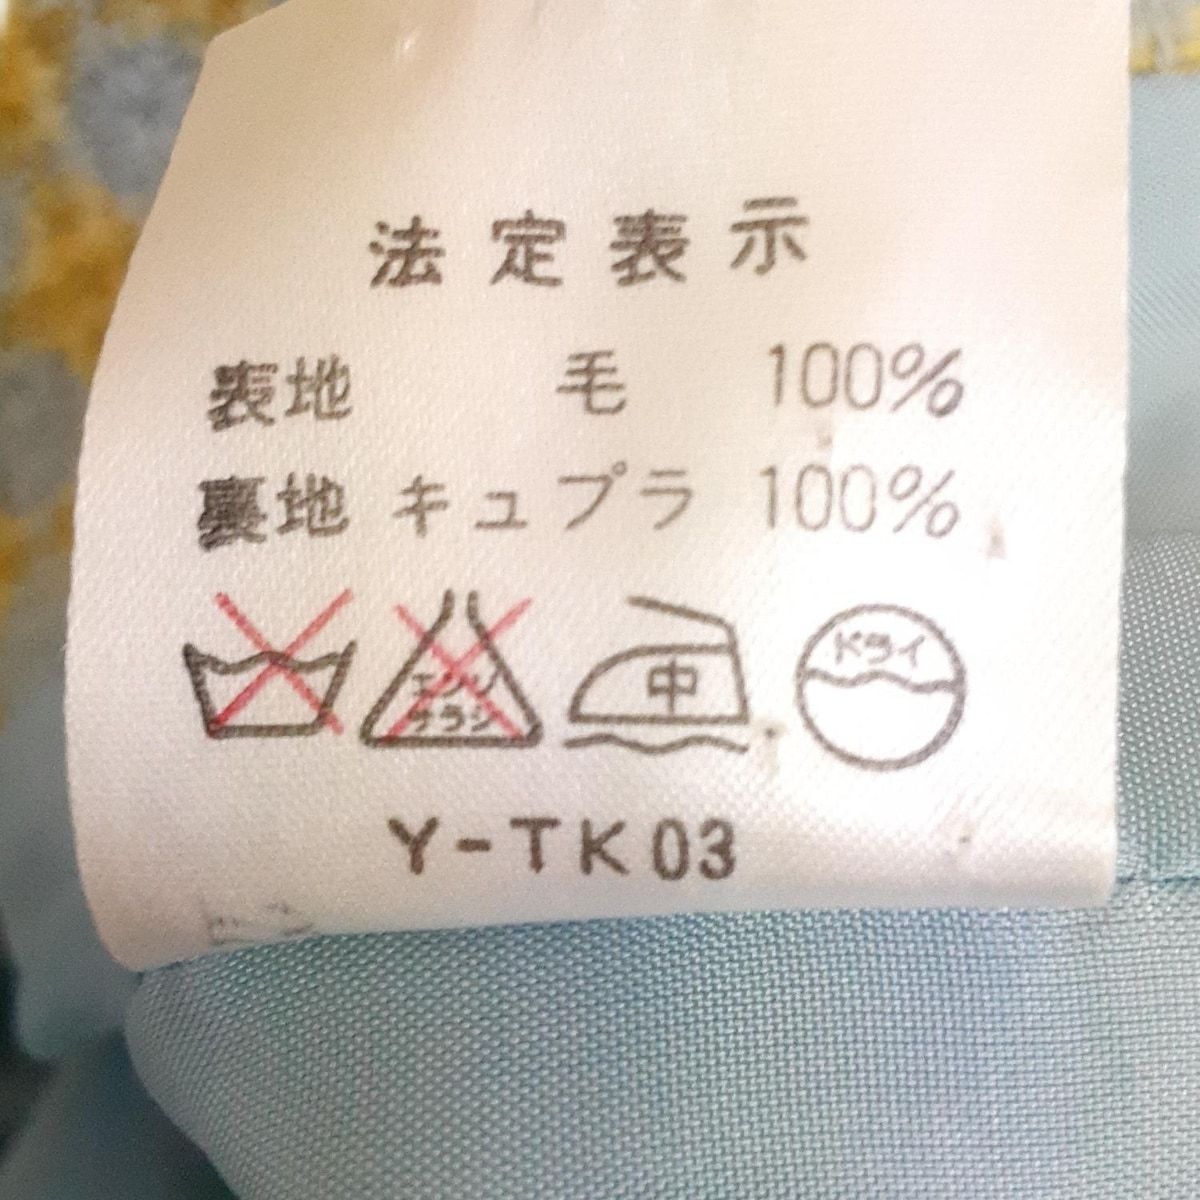 法定表示
表地 毛 100%
裏地 キュプラ 100%
エンソ
サラシ
中
ドライ
Y-TK03